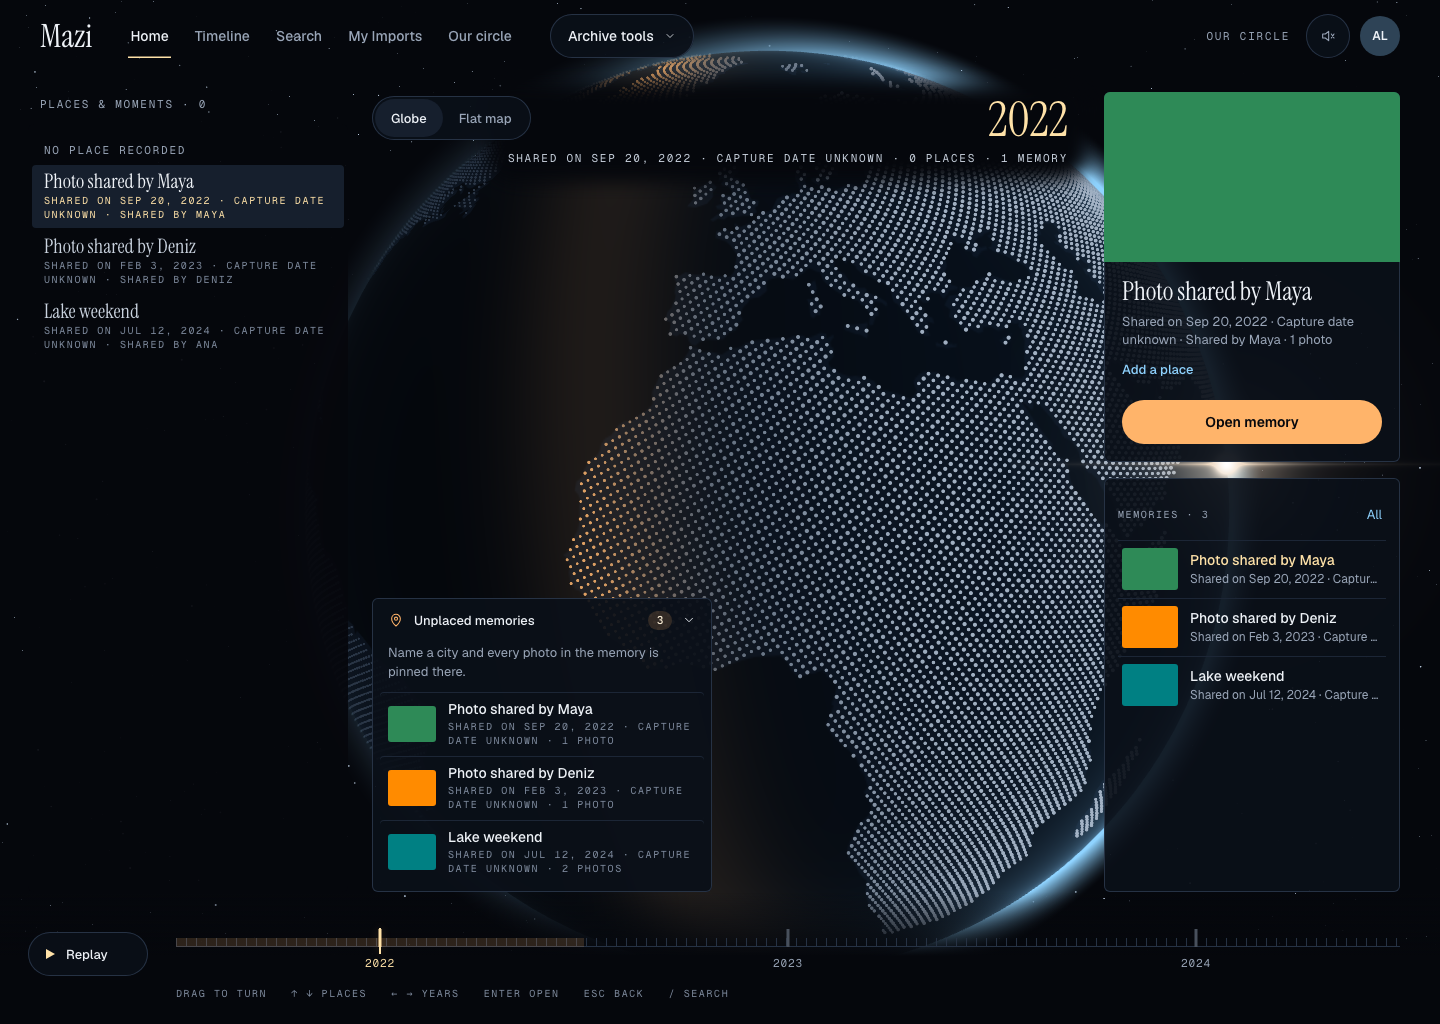 Mazi
Home
Timeline
Search
My Imports
Our circle
Archive tools
OUR CIRCLE
AL
PLACES & MOMENTS · 0
NO PLACE RECORDED
Photo shared by Maya
SHARED ON SEP 20, 2022 · CAPTURE DATE
UNKNOWN · SHARED BY MAYA
Photo shared by Deniz
SHARED ON FEB 3, 2023 · CAPTURE DATE
UNKNOWN · SHARED BY DENIZ
Lake weekend
SHARED ON JUL 12, 2024 · CAPTURE DATE
UNKNOWN · SHARED BY ANA
Globe
Flat map
2022
SHARED ON SEP 20, 2022 · CAPTURE DATE UNKNOWN · 0 PLACES · 1 MEMORY
Photo shared by Maya
Shared on Sep 20, 2022 · Capture date
unknown · Shared by Maya · 1 photo
Add a place
Open memory
MEMORIES · 3
All
Photo shared by Maya
Shared on Sep 20, 2022 · Captur...
Photo shared by Deniz
Shared on Feb 3, 2023 · Capture ...
Lake weekend
Shared on Jul 12, 2024 · Capture ...
Unplaced memories
3
Name a city and every photo in the memory is
pinned there.
Photo shared by Maya
SHARED ON SEP 20, 2022 · CAPTURE
DATE UNKNOWN · 1 PHOTO
Photo shared by Deniz
SHARED ON FEB 3, 2023 · CAPTURE
DATE UNKNOWN · 1 PHOTO
Lake weekend
SHARED ON JUL 12, 2024 · CAPTURE
DATE UNKNOWN · 2 PHOTOS
Replay
2022
2023
2024
DRAG TO TURN
↑ ↓ PLACES
← → YEARS
ENTER OPEN
ESC BACK
/ SEARCH